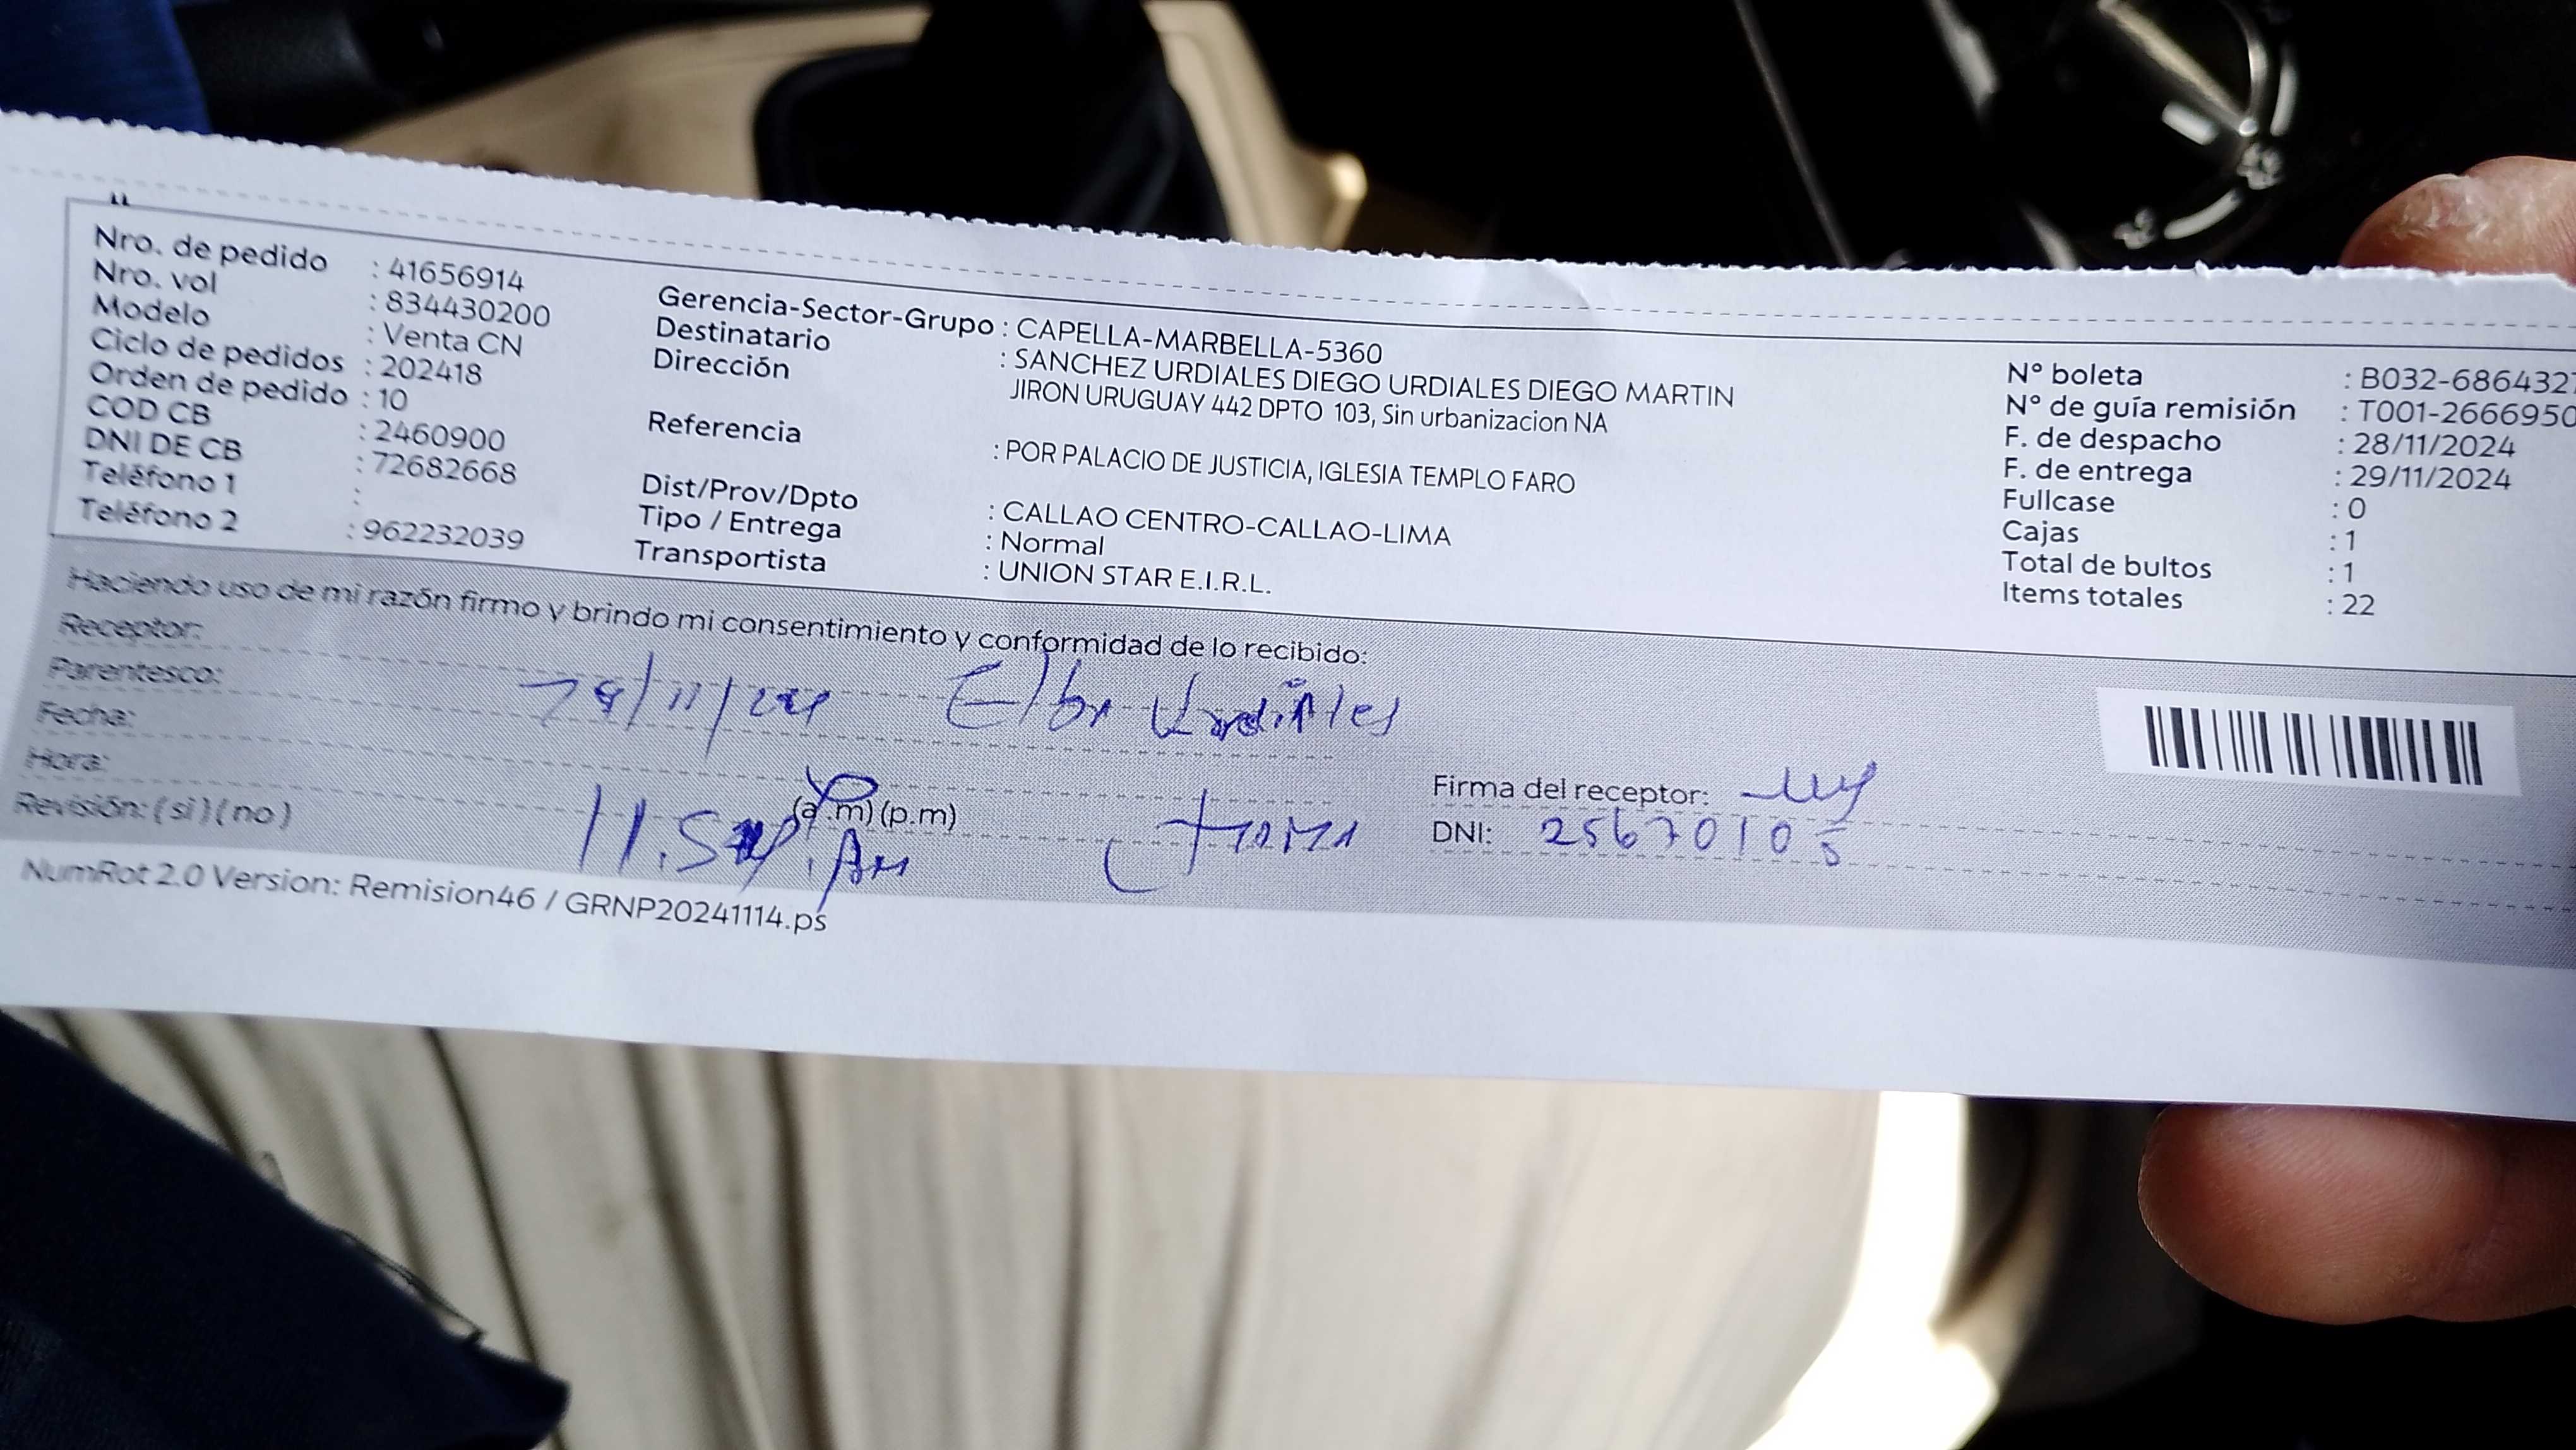 Nro. de pedido : 41656914
Nro. vol : 834430200
Modelo : Venta CN
Ciclo de pedidos : 202418
Orden de pedido : 10
COD CB : 2460900
DNI DE CB : 72682668
Teléfono 1 :
Teléfono 2 : 962232039
Gerencia-Sector-Grupo : CAPELLA-MARBELLA-5360
Destinatario : SANCHEZ URDIALES DIEGO URDIALES DIEGO MARTIN
Dirección JIRON URUGUAY 442 DPTO 103, Sin urbanizacion NA
Referencia : POR PALACIO DE JUSTICIA, IGLESIA TEMPLO FARO
Dist/Prov/Dpto : CALLAO CENTRO-CALLAO-LIMA
Tipo / Entrega : Normal
Transportista : UNION STAR E.I.R.L.
N° boleta : B032-6864327
N° de guía remisión : T001-2666950
F. de despacho : 28/11/2024
F. de entrega : 29/11/2024
Fullcase : 0
Cajas : 1
Total de bultos : 1
Items totales : 22
Haciendo uso de mi razón firmo y brindo mi consentimiento y conformidad de lo recibido:
Receptor:
Parentesco:
Fecha:
Elba Urdiales
Hora:
(a.m) (p.m)
Revisión: (si) (no)
Firma del receptor:
DNI: 25670105
NumRot 2.0 Version: Remision46 / GRNP20241114.ps